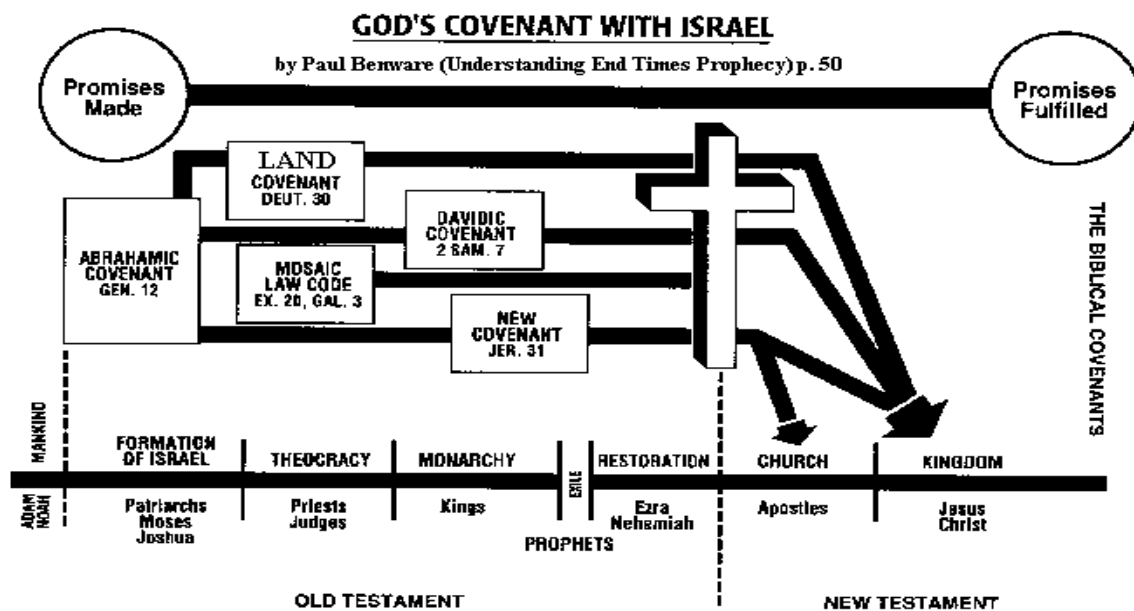 GOD'S COVENANT WITH ISRAEL
by Paul Benware (Understanding End Times Prophecy) p. 50
Promises
Made
Promises
Fulfilled
LAND
COVENANT
DEUT. 30
DAVIDIC
COVENANT
2 SAM. 7
ABRAHAMIC
COVENANT
GEN. 12
MOSAIC
LAW CODE
EX. 20, GAL. 3
NEW
COVENANT
JER. 31
THE BIBLICAL COVENANTS
MANKIND
FORMATION
OF ISRAEL
THEOCRACY
MONARCHY
EXILE
RESTORATION
CHURCH
KINGDOM
ADAM
NOAH
Patriarchs
Moses
Joshua
Priests
Judges
Kings
Ezra
Nehemiah
Apostles
Jesus
Christ
PROPHETS
OLD TESTAMENT
NEW TESTAMENT